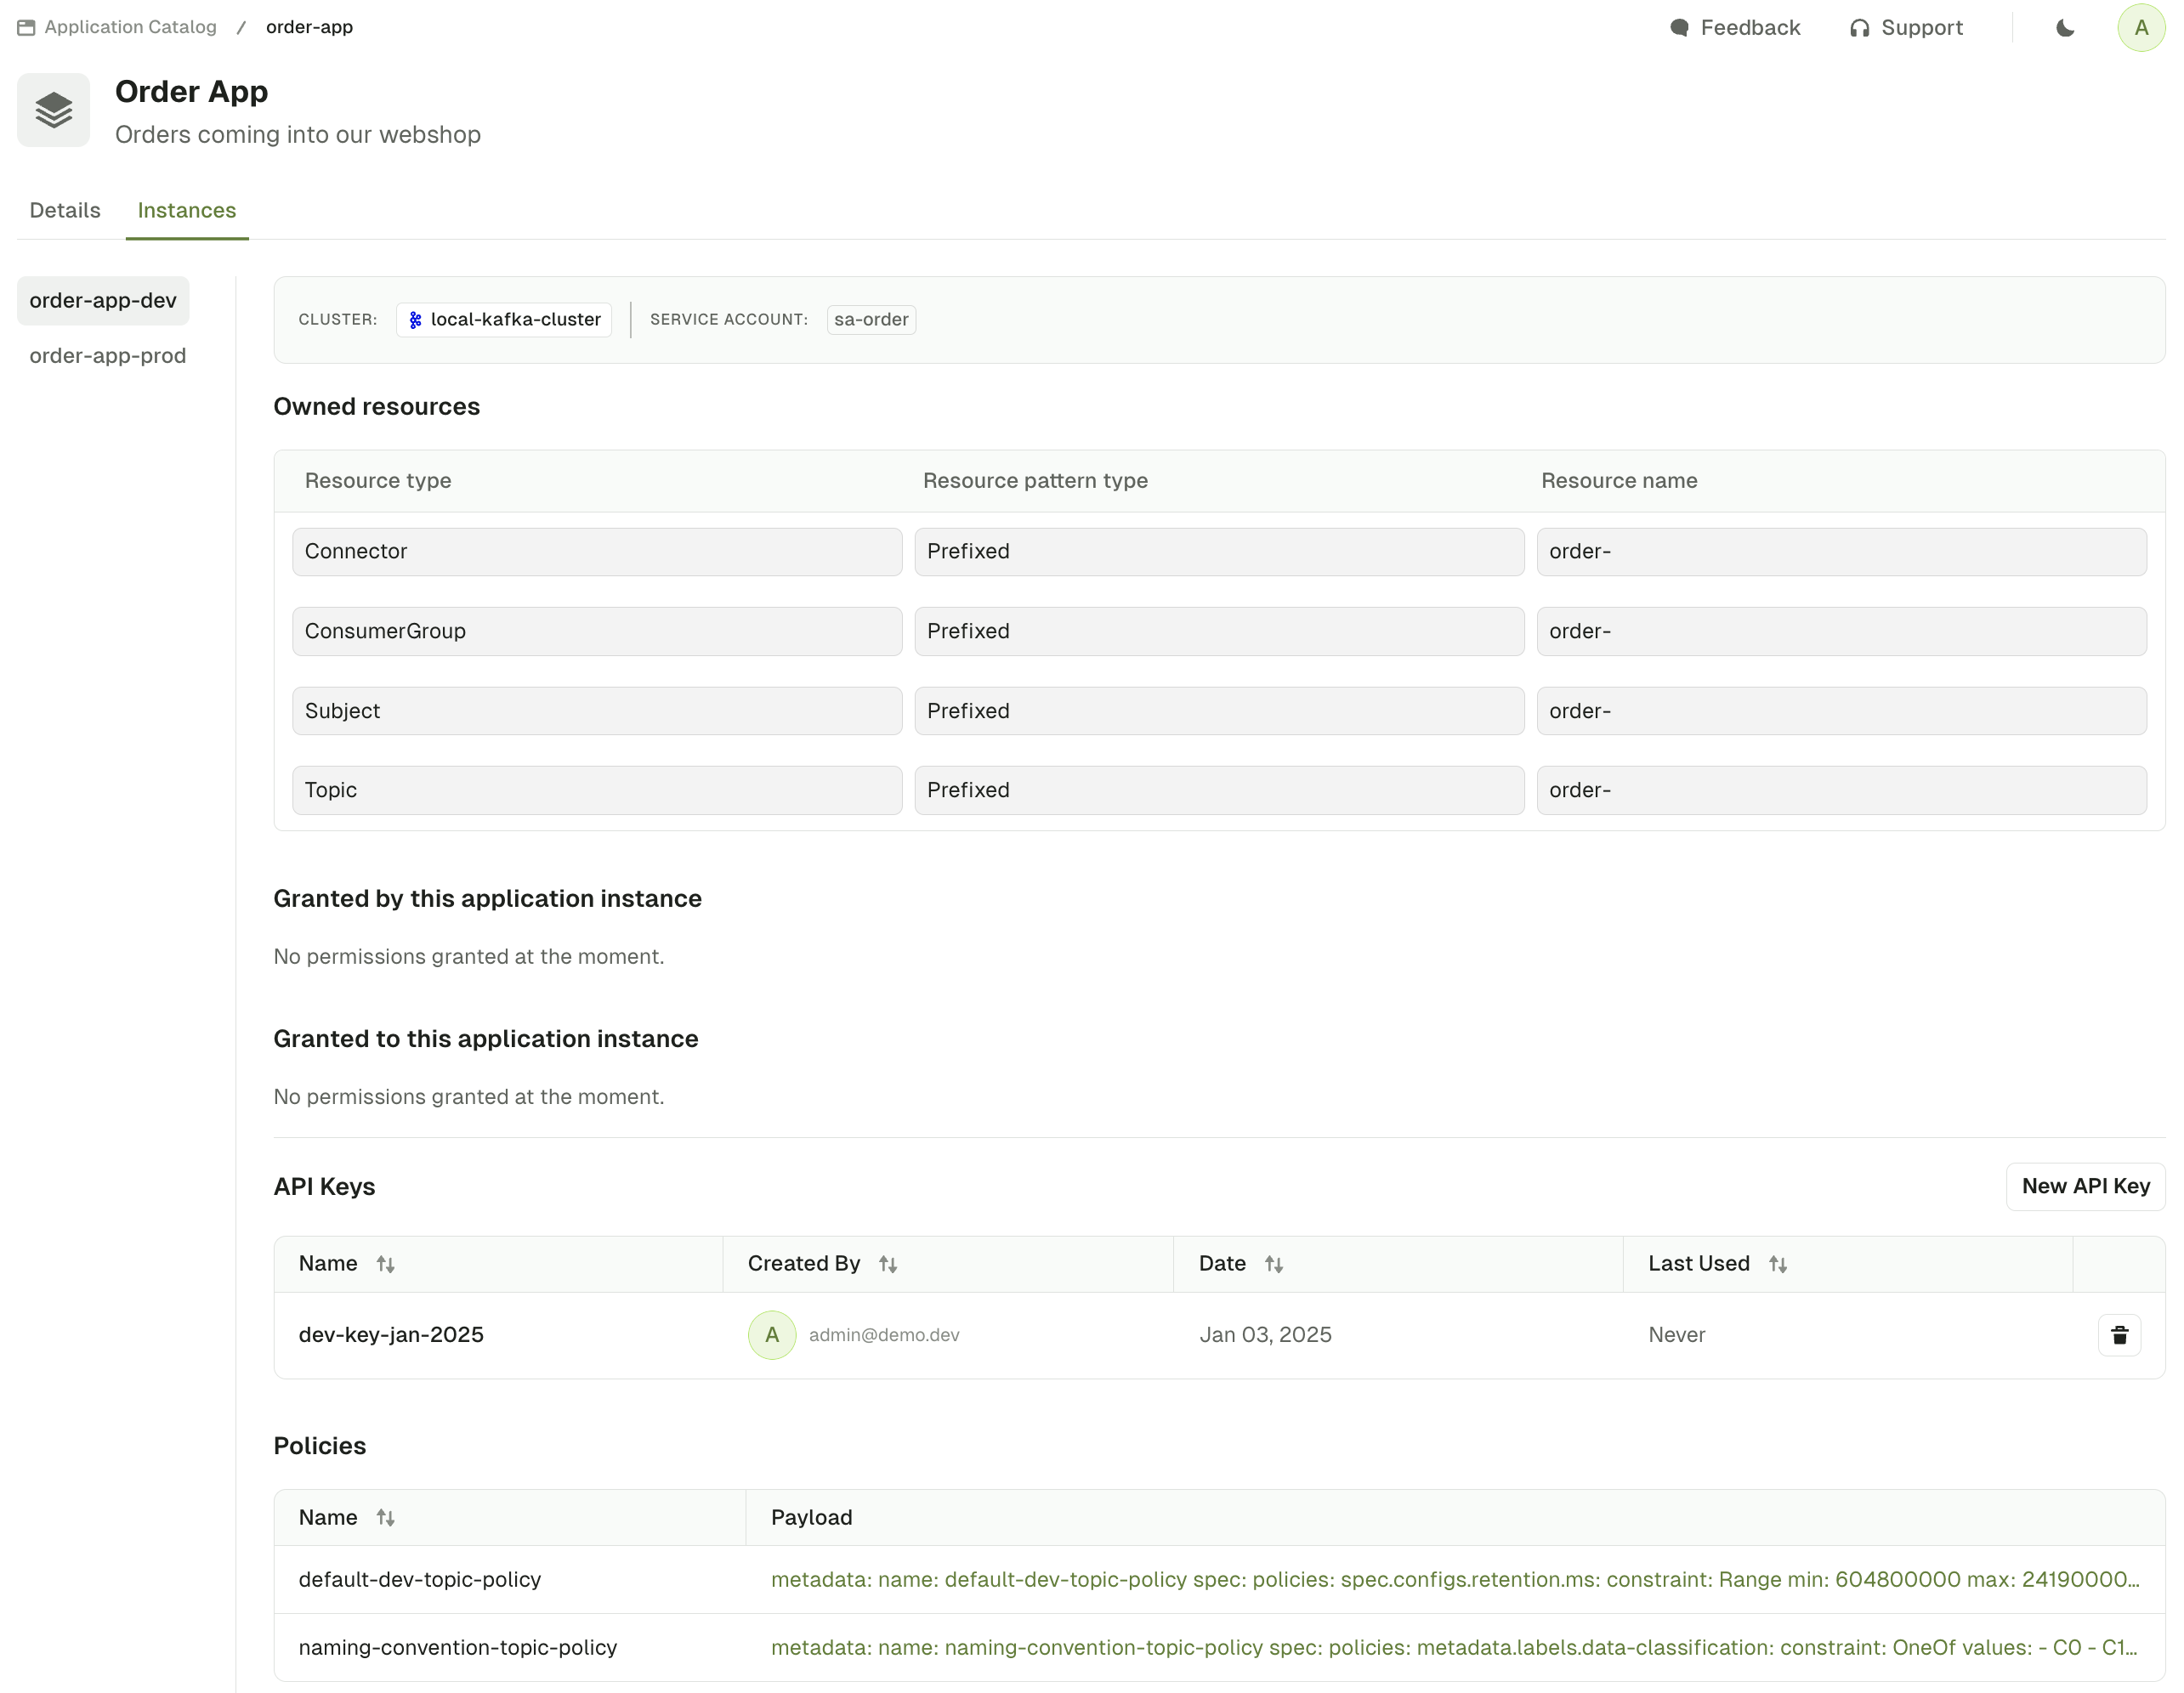 Application Catalog / order-app
Feedback
Support
A
Order App
Orders coming into our webshop
Details
Instances
order-app-dev
order-app-prod
CLUSTER: local-kafka-cluster SERVICE ACCOUNT: sa-order
Owned resources
Resource type Resource pattern type Resource name
Connector Prefixed order-
ConsumerGroup Prefixed order-
Subject Prefixed order-
Topic Prefixed order-
Granted by this application instance
No permissions granted at the moment.
Granted to this application instance
No permissions granted at the moment.
API Keys
New API Key
Name Created By Date Last Used
dev-key-jan-2025 A admin@demo.dev Jan 03, 2025 Never
Policies
Name Payload
default-dev-topic-policy metadata: name: default-dev-topic-policy spec: policies: spec.configs.retention.ms: constraint: Range min: 604800000 max: 24190000...
naming-convention-topic-policy metadata: name: naming-convention-topic-policy spec: policies: metadata.labels.data-classification: constraint: OneOf values: - C0 - C1...